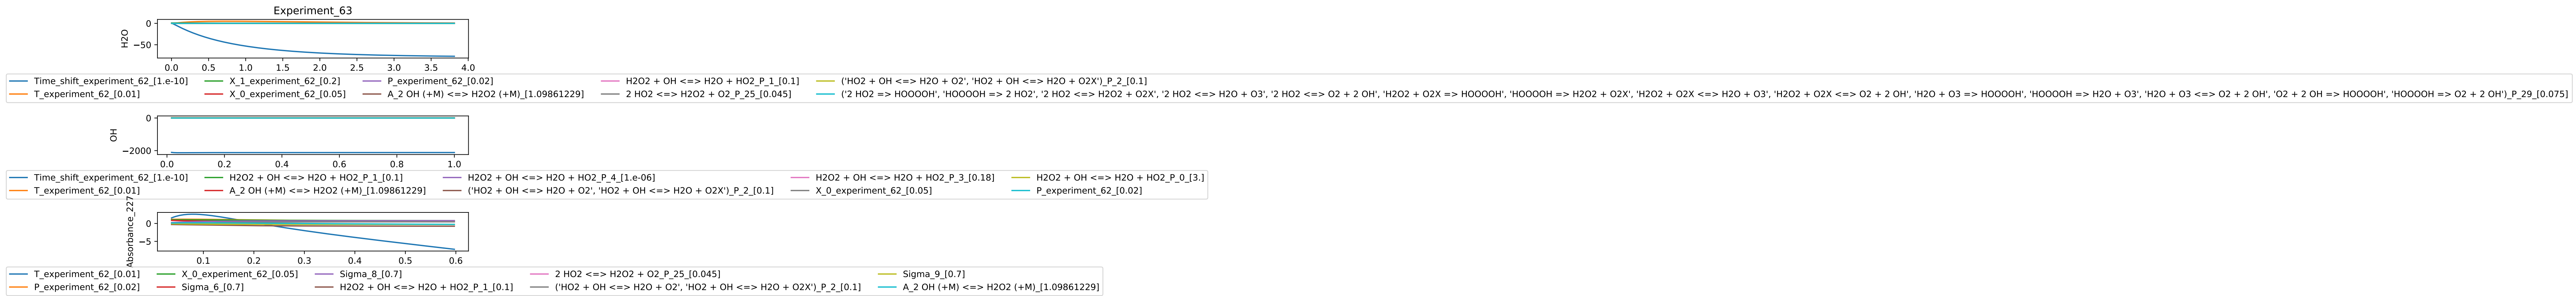 Experiment_63
H2O
0
−50
0.0 0.5 1.0 1.5 2.0 2.5 3.0 3.5 4.0
Time_shift_experiment_62_[1.e-10] X_1_experiment_62_[0.2] P_experiment_62_[0.02] H2O2 + OH <=> H2O + HO2_P_1_[0.1] ('HO2 + OH <=> H2O + O2', 'HO2 + OH <=> H2O + O2X')_P_2_[0.1]
T_experiment_62_[0.01] X_0_experiment_62_[0.05] A_2 OH (+M) <=> H2O2 (+M)_[1.09861229] 2 HO2 <=> H2O2 + O2_P_25_[0.045] ('2 HO2 => HOOOOH', 'HOOOOH => 2 HO2', '2 HO2 <=> H2O2 + O2X', '2 HO2 <=> H2O + O3', '2 HO2 <=> O2 + 2 OH', 'H2O2 + O2X => HOOOOH', 'HOOOOH => H2O2 + O2X', 'H2O2 + O2X <=> H2O + O3', 'H2O2 + O2X <=> O2 + 2 OH', 'H2O + O3 => HOOOOH', 'HOOOOH => H2O + O3', 'H2O + O3 <=> O2 + 2 OH', 'O2 + 2 OH => HOOOOH', 'HOOOOH => O2 + 2 OH')_P_29_[0.075]
OH
0
−2000
0.0 0.2 0.4 0.6 0.8 1.0
Time_shift_experiment_62_[1.e-10] H2O2 + OH <=> H2O + HO2_P_1_[0.1] H2O2 + OH <=> H2O + HO2_P_4_[1.e-06] H2O2 + OH <=> H2O + HO2_P_3_[0.18] H2O2 + OH <=> H2O + HO2_P_0_[3.]
T_experiment_62_[0.01] A_2 OH (+M) <=> H2O2 (+M)_[1.09861229] ('HO2 + OH <=> H2O + O2', 'HO2 + OH <=> H2O + O2X')_P_2_[0.1] X_0_experiment_62_[0.05] P_experiment_62_[0.02]
Absorbance_227
0
−5
0.1 0.2 0.3 0.4 0.5 0.6
T_experiment_62_[0.01] X_0_experiment_62_[0.05] Sigma_8_[0.7] 2 HO2 <=> H2O2 + O2_P_25_[0.045] Sigma_9_[0.7]
P_experiment_62_[0.02] Sigma_6_[0.7] H2O2 + OH <=> H2O + HO2_P_1_[0.1] ('HO2 + OH <=> H2O + O2', 'HO2 + OH <=> H2O + O2X')_P_2_[0.1] A_2 OH (+M) <=> H2O2 (+M)_[1.09861229]